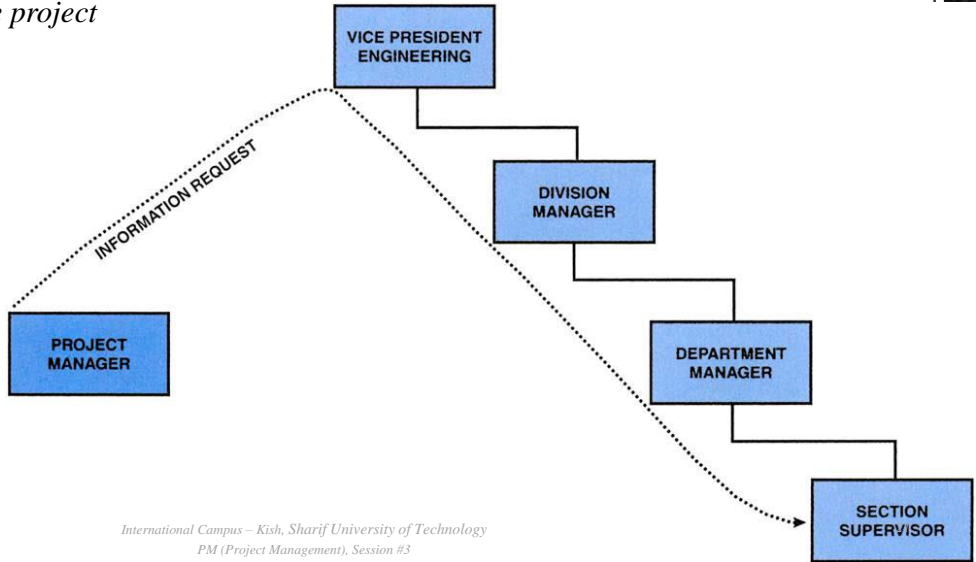 project
VICE PRESIDENT
ENGINEERING
INFORMATION REQUEST
DIVISION
MANAGER
PROJECT
MANAGER
DEPARTMENT
MANAGER
SECTION
SUPERVISOR
International Campus – Kish, Sharif University of Technology
PM (Project Management), Session #3